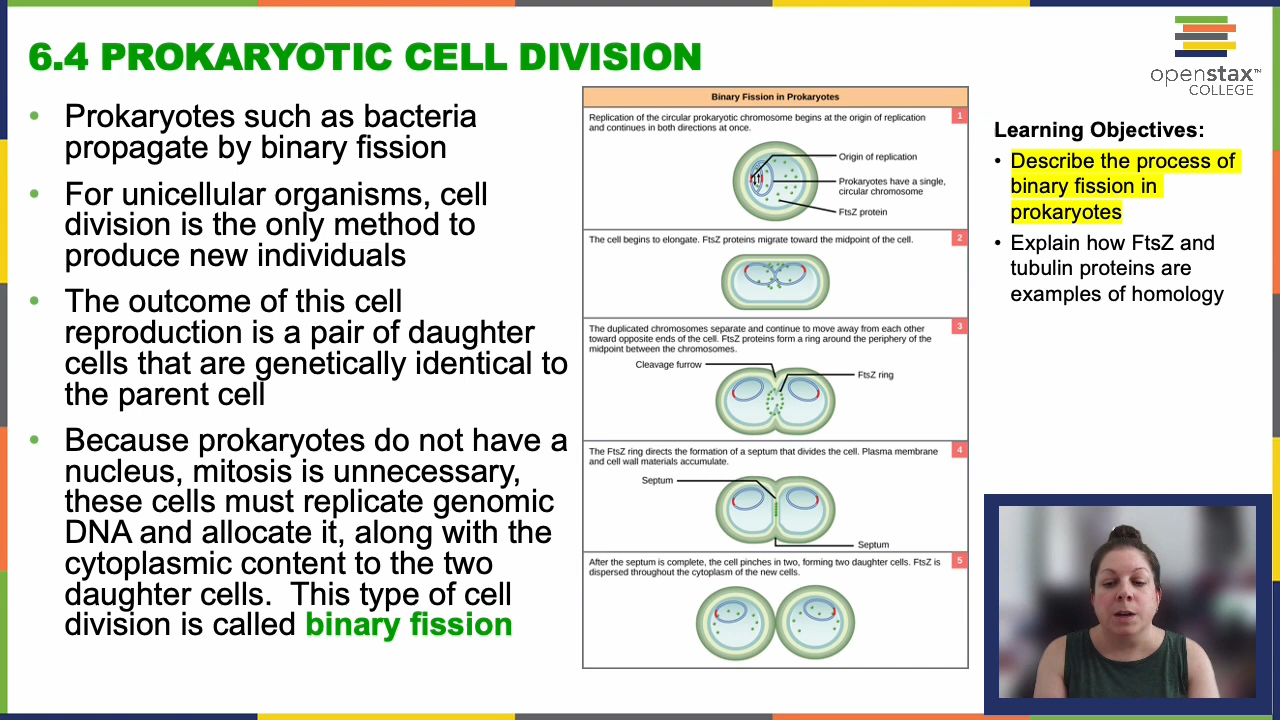 6.4 PROKARYOTIC CELL DIVISION
• Prokaryotes such as bacteria
propagate by binary fission
• For unicellular organisms, cell
division is the only method to
produce new individuals
• The outcome of this cell
reproduction is a pair of daughter
cells that are genetically identical to
the parent cell
• Because prokaryotes do not have a
nucleus, mitosis is unnecessary,
these cells must replicate genomic
DNA and allocate it, along with the
cytoplasmic content to the two
daughter cells.  This type of cell
division is called binary fission
Binary Fission in Prokaryotes
Replication of the circular prokaryotic chromosome begins at the origin of replication
and continues in both directions at once.
1
Origin of replication
Prokaryotes have a single,
circular chromosome
FtsZ protein
The cell begins to elongate. FtsZ proteins migrate toward the midpoint of the cell.
2
The duplicated chromosomes separate and continue to move away from each other
toward opposite ends of the cell. FtsZ proteins form a ring around the periphery of the
midpoint between the chromosomes.
3
Cleavage furrow
FtsZ ring
The FtsZ ring directs the formation of a septum that divides the cell. Plasma membrane
and cell wall materials accumulate.
4
Septum
Septum
After the septum is complete, the cell pinches in two, forming two daughter cells. FtsZ is
dispersed throughout the cytoplasm of the new cells.
5
openstax™
COLLEGE
Learning Objectives:
• Describe the process of
binary fission in
prokaryotes
• Explain how FtsZ and
tubulin proteins are
examples of homology